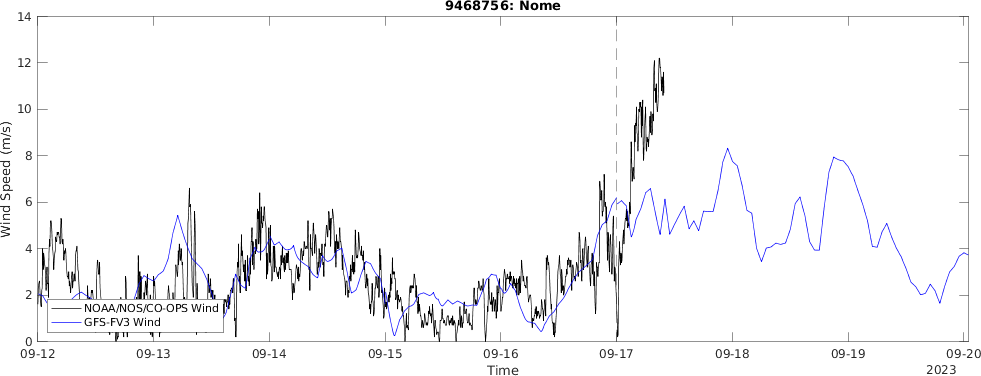 9468756: Nome
Wind Speed (m/s)
14
12
10
8
6
4
2
0
NOAA/NOS/CO-OPS Wind
GFS-FV3 Wind
09-12 09-13 09-14 09-15 09-16 09-17 09-18 09-19 09-20
Time
2023